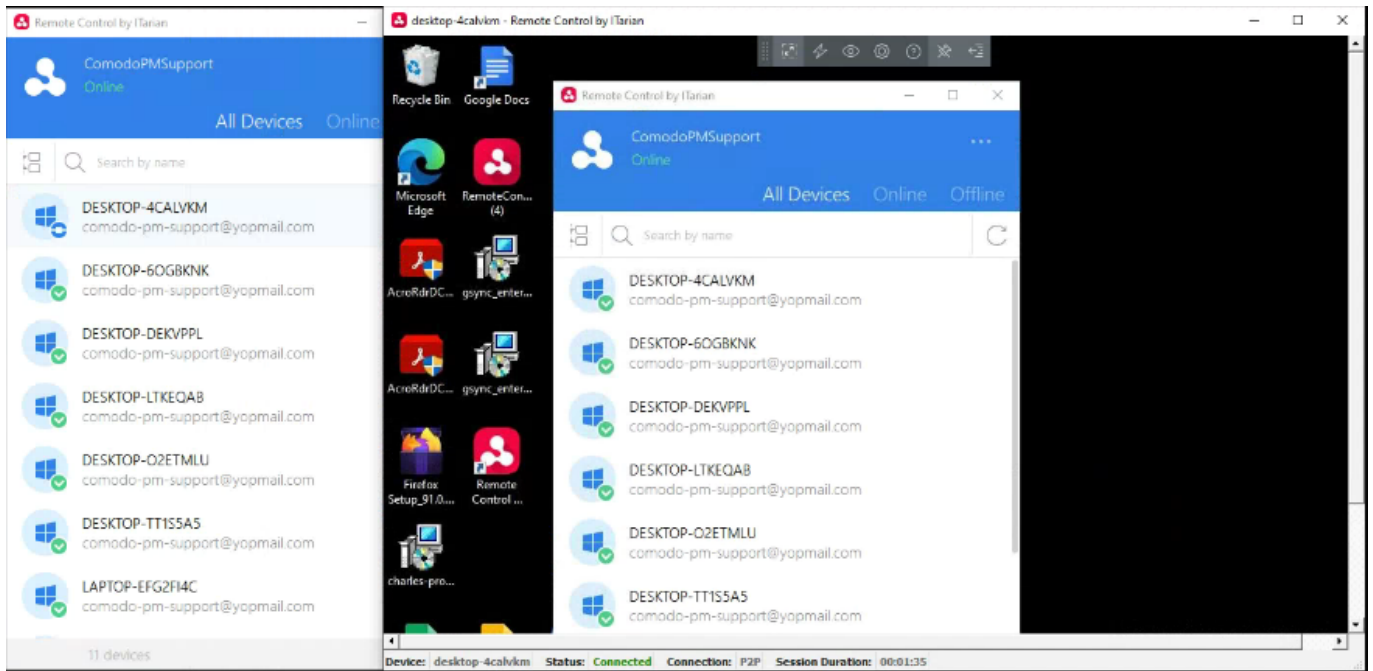 Remote Control by ITarian
ComodoPMSupport
Online
All Devices
Online
Search by name
DESKTOP-4CALVKM
comodo-pm-support@yopmail.com
DESKTOP-6OGBKNK
comodo-pm-support@yopmail.com
DESKTOP-DEKVPPL
comodo-pm-support@yopmail.com
DESKTOP-LTKEQAB
comodo-pm-support@yopmail.com
DESKTOP-O2ETMLU
comodo-pm-support@yopmail.com
DESKTOP-TT1S5A5
comodo-pm-support@yopmail.com
LAPTOP-EFG2FI4C
comodo-pm-support@yopmail.com
11 devices
desktop-4calvkm - Remote Control by ITarian
Recycle Bin
Google Docs
Microsoft
Edge
RemoteCon...
(4)
AcroRdrDC...
gsync_enter...
AcroRdrDC...
gsync_enter...
Firefox
Setup_91.0....
Remote
Control ...
charles-pro...
Remote Control by ITarian
ComodoPMSupport
Online
All Devices
Online
Offline
Search by name
DESKTOP-4CALVKM
comodo-pm-support@yopmail.com
DESKTOP-6OGBKNK
comodo-pm-support@yopmail.com
DESKTOP-DEKVPPL
comodo-pm-support@yopmail.com
DESKTOP-LTKEQAB
comodo-pm-support@yopmail.com
DESKTOP-O2ETMLU
comodo-pm-support@yopmail.com
DESKTOP-TT1S5A5
comodo-pm-support@yopmail.com
Device: desktop-4calvkm Status: Connected Connection: P2P Session Duration: 00:01:35